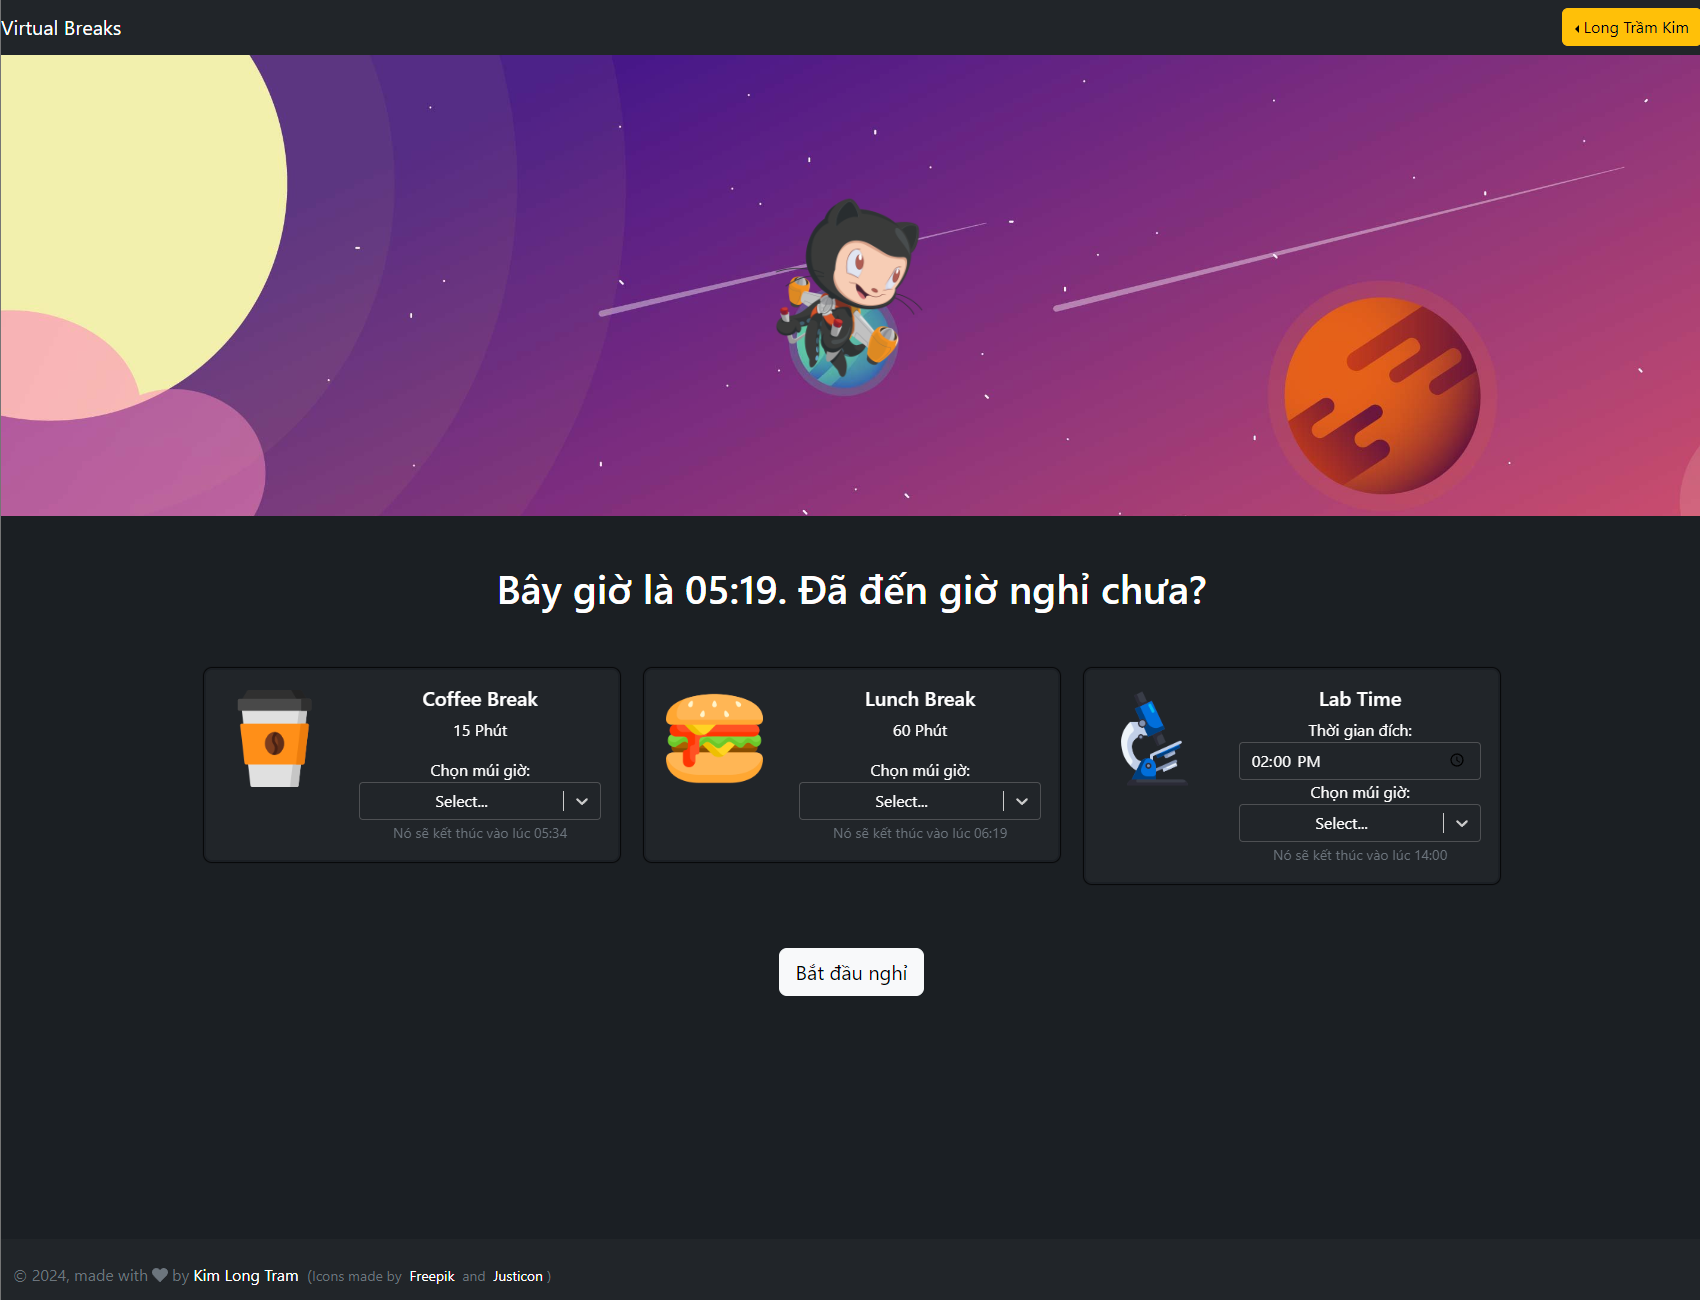 Virtual Breaks
Long Trầm Kim
Bây giờ là 05:19. Đã đến giờ nghỉ chưa?
Coffee Break
15 Phút
Chọn múi giờ:
Select...
Nó sẽ kết thúc vào lúc 05:34
Lunch Break
60 Phút
Chọn múi giờ:
Select...
Nó sẽ kết thúc vào lúc 06:19
Lab Time
Thời gian đích:
02:00 PM
Chọn múi giờ:
Select...
Nó sẽ kết thúc vào lúc 14:00
Bắt đầu nghỉ
© 2024, made with ♥ by Kim Long Tram (Icons made by Freepik and Justicon )